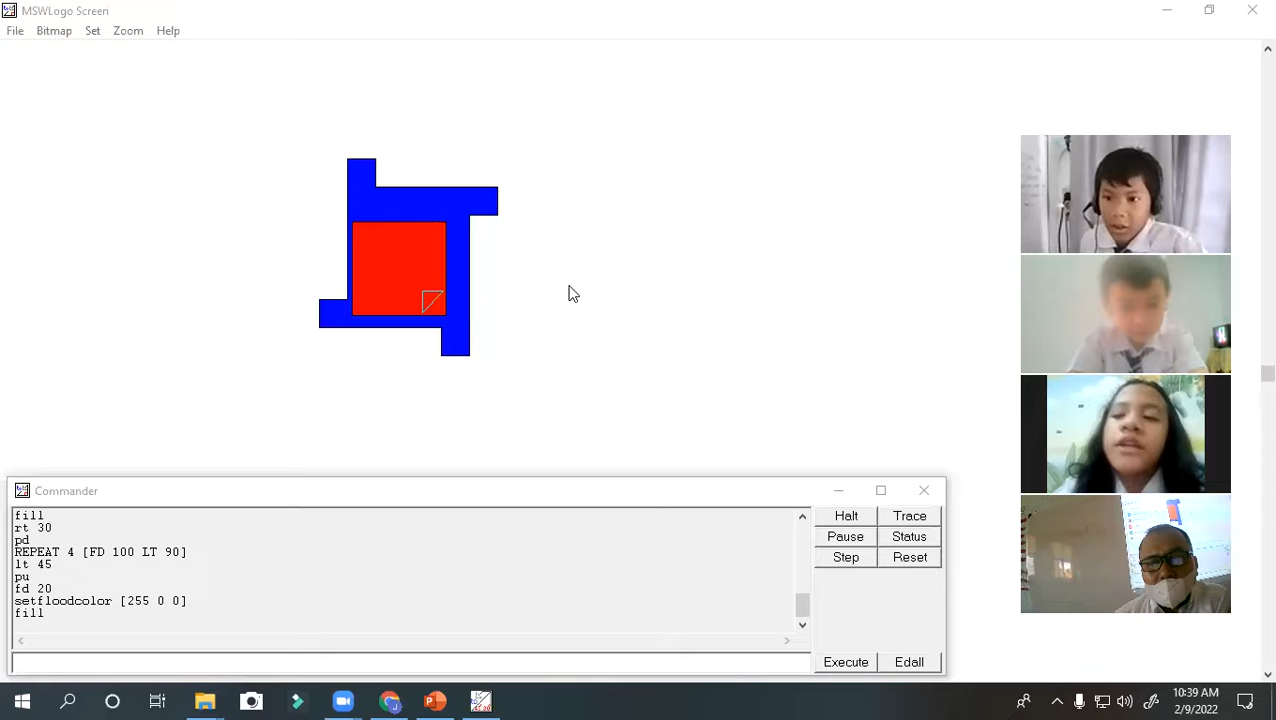 MSWLogo Screen
File Bitmap Set Zoom Help
Commander
fill
rt 30
pd
REPEAT 4 [FD 100 LT 90]
lt 45
pu
fd 20
setfloodcolor [255 0 0]
fill
Halt Trace
Pause Status
Step Reset
Execute Edall
10:39 AM
2/9/2022